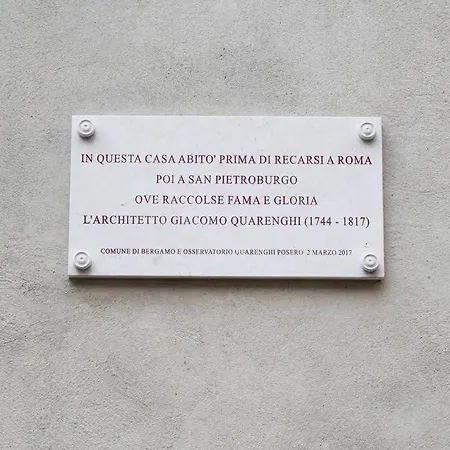 IN QUESTA CASA ABITO' PRIMA DI RECARSI A ROMA
POI A SAN PIETROBURGO
OVE RACCOLSE FAMA E GLORIA
L'ARCHITETTO GIACOMO QUARENGHI (1744 - 1817)
COMUNE DI BERGAMO E OSSERVATORIO QUARENGHI POSERO 2 MARZO 2017